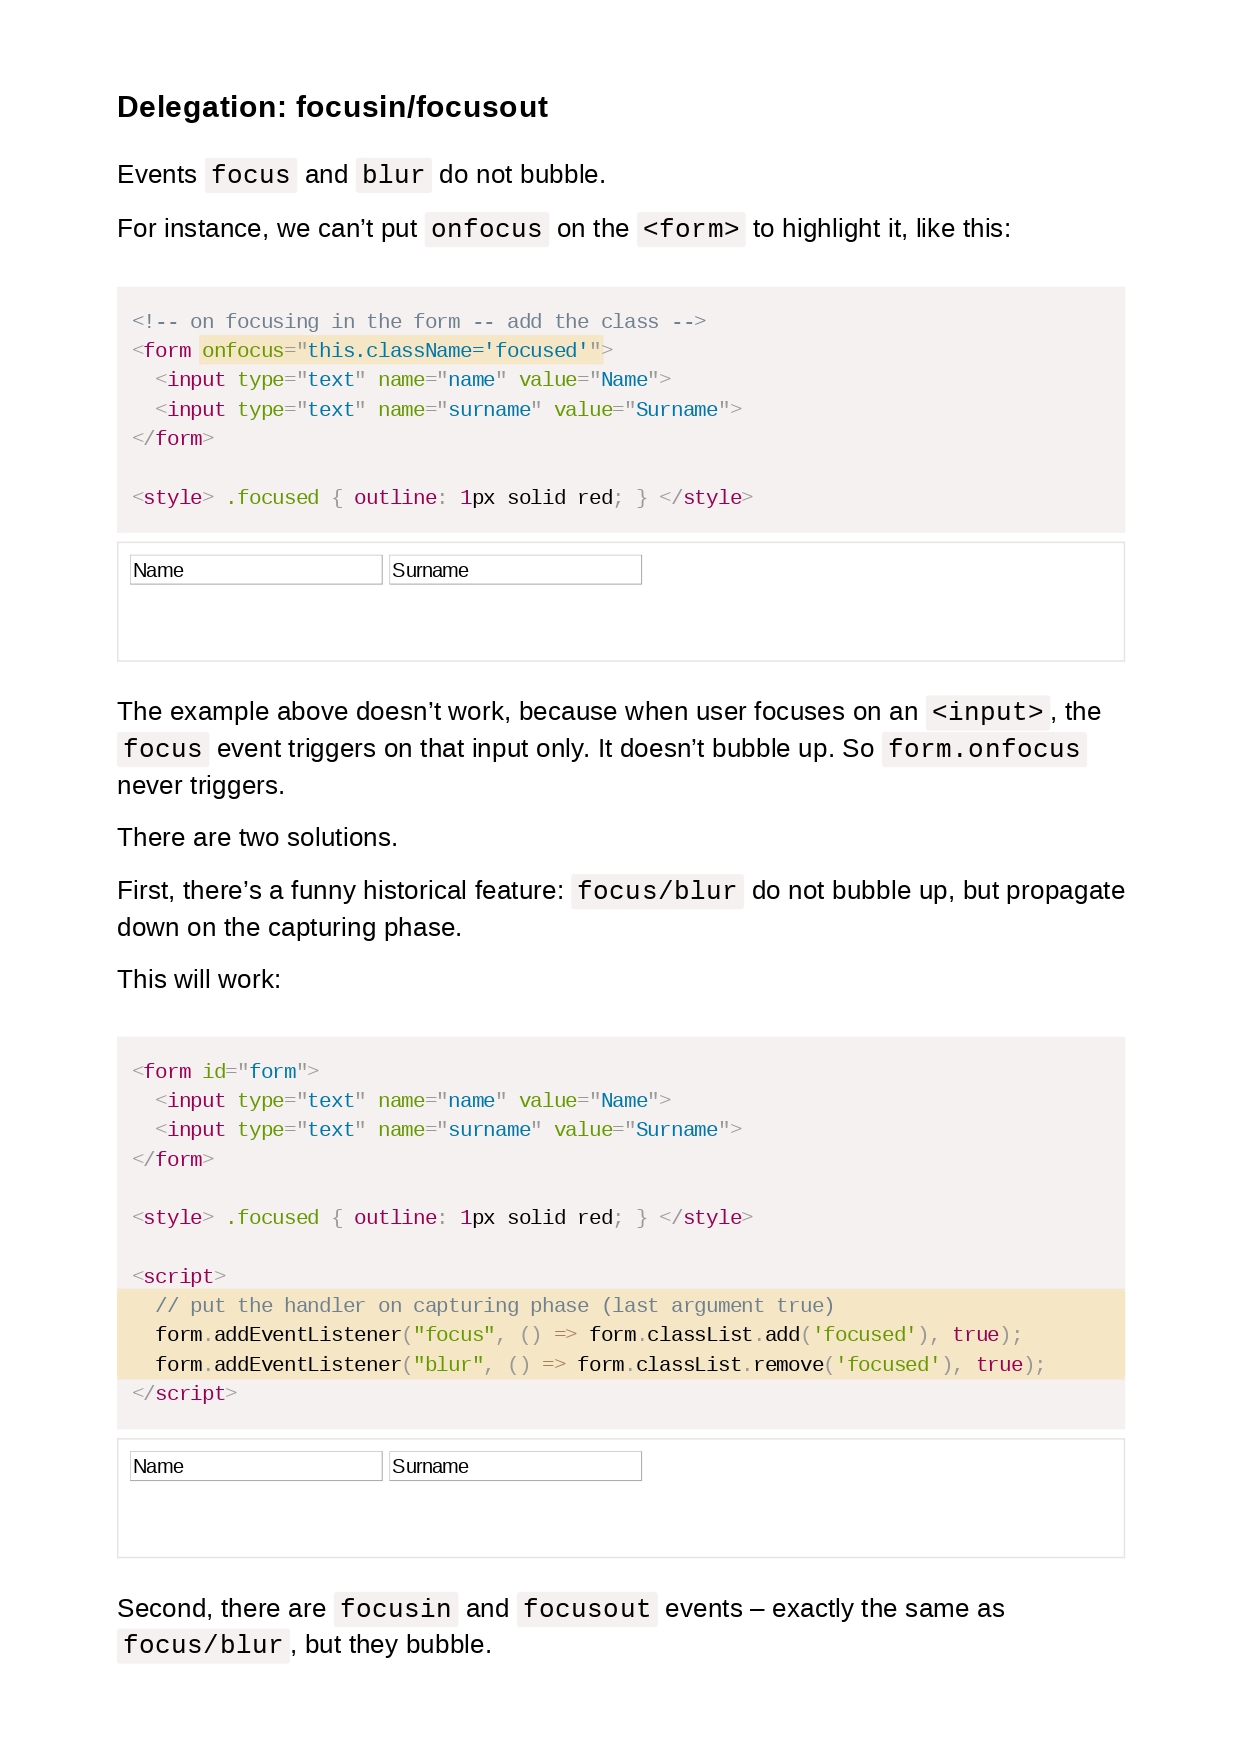 Delegation: focusin/focusout
Events focus and blur do not bubble.
For instance, we can’t put onfocus on the <form> to highlight it, like this:
<!-- on focusing in the form -- add the class -->
<form onfocus="this.className='focused'">
  <input type="text" name="name" value="Name">
  <input type="text" name="surname" value="Surname">
</form>
<style> .focused { outline: 1px solid red; } </style>
Name Surname
The example above doesn’t work, because when user focuses on an <input>, the
focus event triggers on that input only. It doesn’t bubble up. So form.onfocus
never triggers.
There are two solutions.
First, there’s a funny historical feature: focus/blur do not bubble up, but propagate
down on the capturing phase.
This will work:
<form id="form">
  <input type="text" name="name" value="Name">
  <input type="text" name="surname" value="Surname">
</form>
<style> .focused { outline: 1px solid red; } </style>
<script>
  // put the handler on capturing phase (last argument true)
  form.addEventListener("focus", () => form.classList.add('focused'), true);
  form.addEventListener("blur", () => form.classList.remove('focused'), true);
</script>
Name Surname
Second, there are focusin and focusout events – exactly the same as
focus/blur, but they bubble.